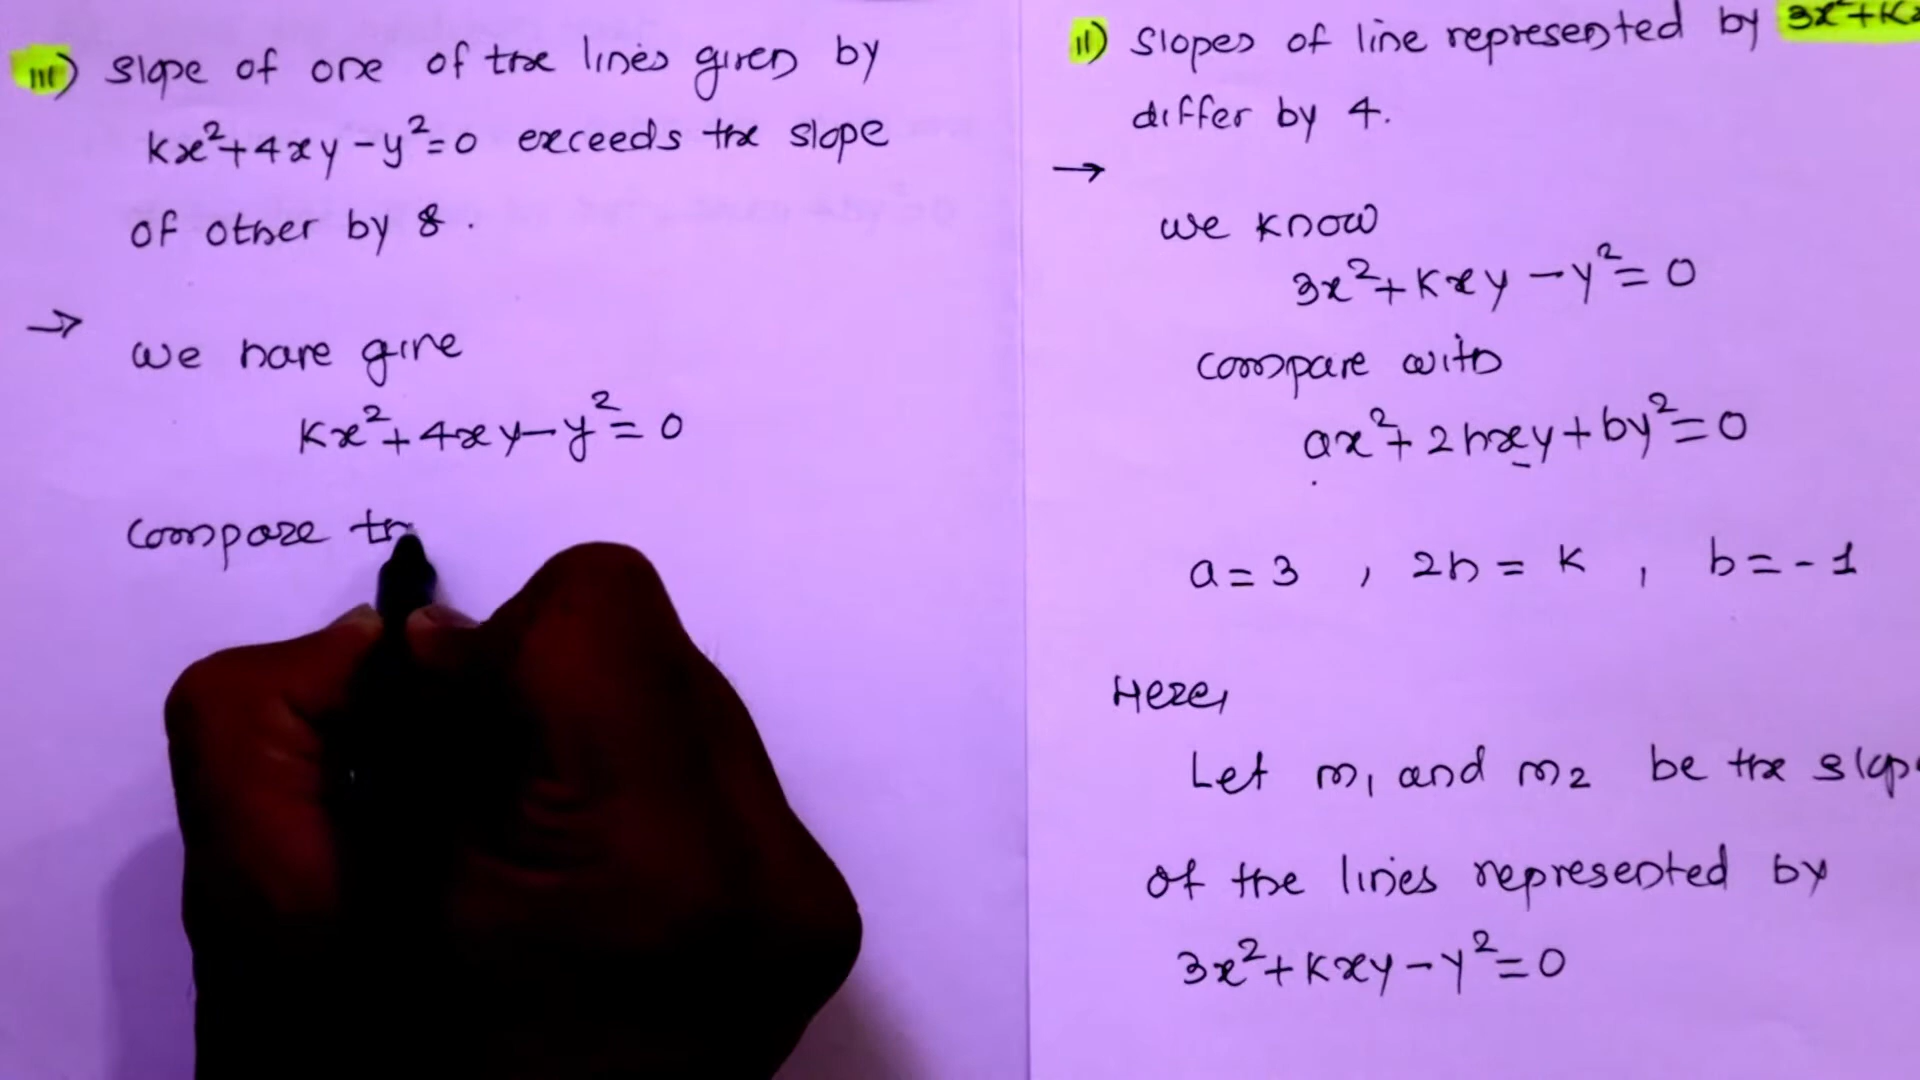 III) Slope of one of the lines given by
kx²+4xy-y²=0 exceeds the slope
of other by 8.
→
we have give
kx²+4xy-y²=0
Compare
II) Slopes of line represented by 3x²+K
differ by 4.
→
we know
3x²+kxy-y²=0
compare with
ax²+2hxy+by²=0
a=3 , 2h=k , b=-1
Here,
Let m₁ and m₂ be the slop
of the lines represented by
3x²+kxy-y²=0